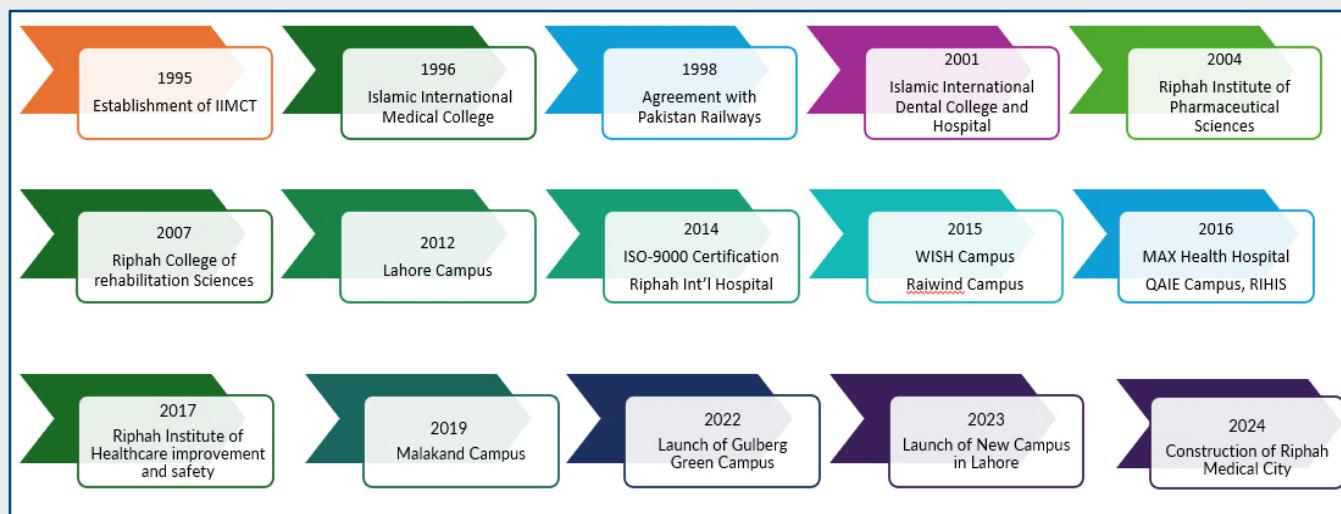 1995
Establishment of IIMCT
1996
Islamic International
Medical College
1998
Agreement with
Pakistan Railways
2001
Islamic International
Dental College and
Hospital
2004
Riphah Institute of
Pharmaceutical
Sciences
2007
Riphah College of
rehabilitation Sciences
2012
Lahore Campus
2014
ISO-9000 Certification
Riphah Int'l Hospital
2015
WISH Campus
Raiwind Campus
2016
MAX Health Hospital
QAIE Campus, RIHIS
2017
Riphah Institute of
Healthcare improvement
and safety
2019
Malakand Campus
2022
Launch of Gulberg
Green Campus
2023
Launch of New Campus
in Lahore
2024
Construction of Riphah
Medical City